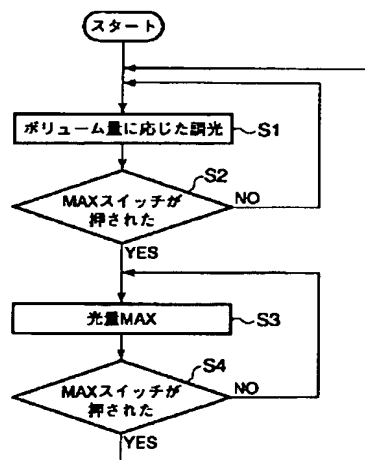 スタート
ボリューム量に応じた調光
S1
S2
MAXスイッチが
押された
NO
YES
光量MAX
S3
S4
MAXスイッチが
押された
NO
YES